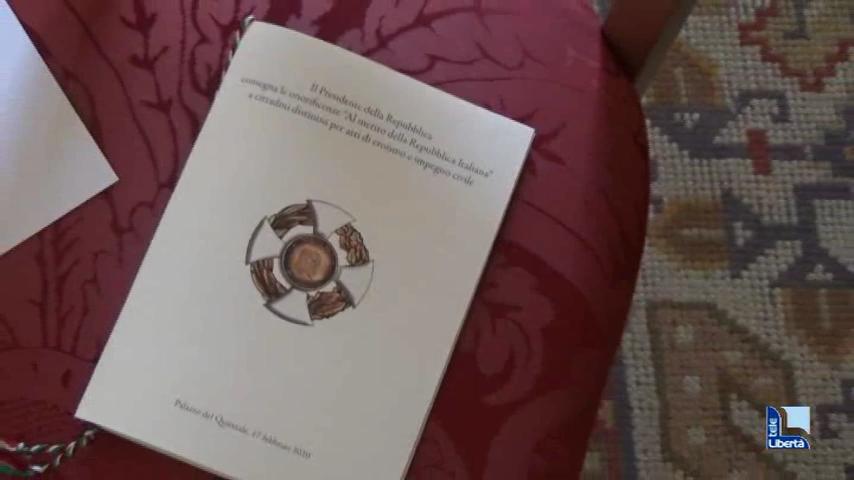 Il Presidente della Repubblica
consegna le onorificenze "Al merito della Repubblica Italiana"
a cittadini distintisi per atti di eroismo e impegno civile
Palazzo del Quirinale, 17 febbraio 2020
tele
Libertà